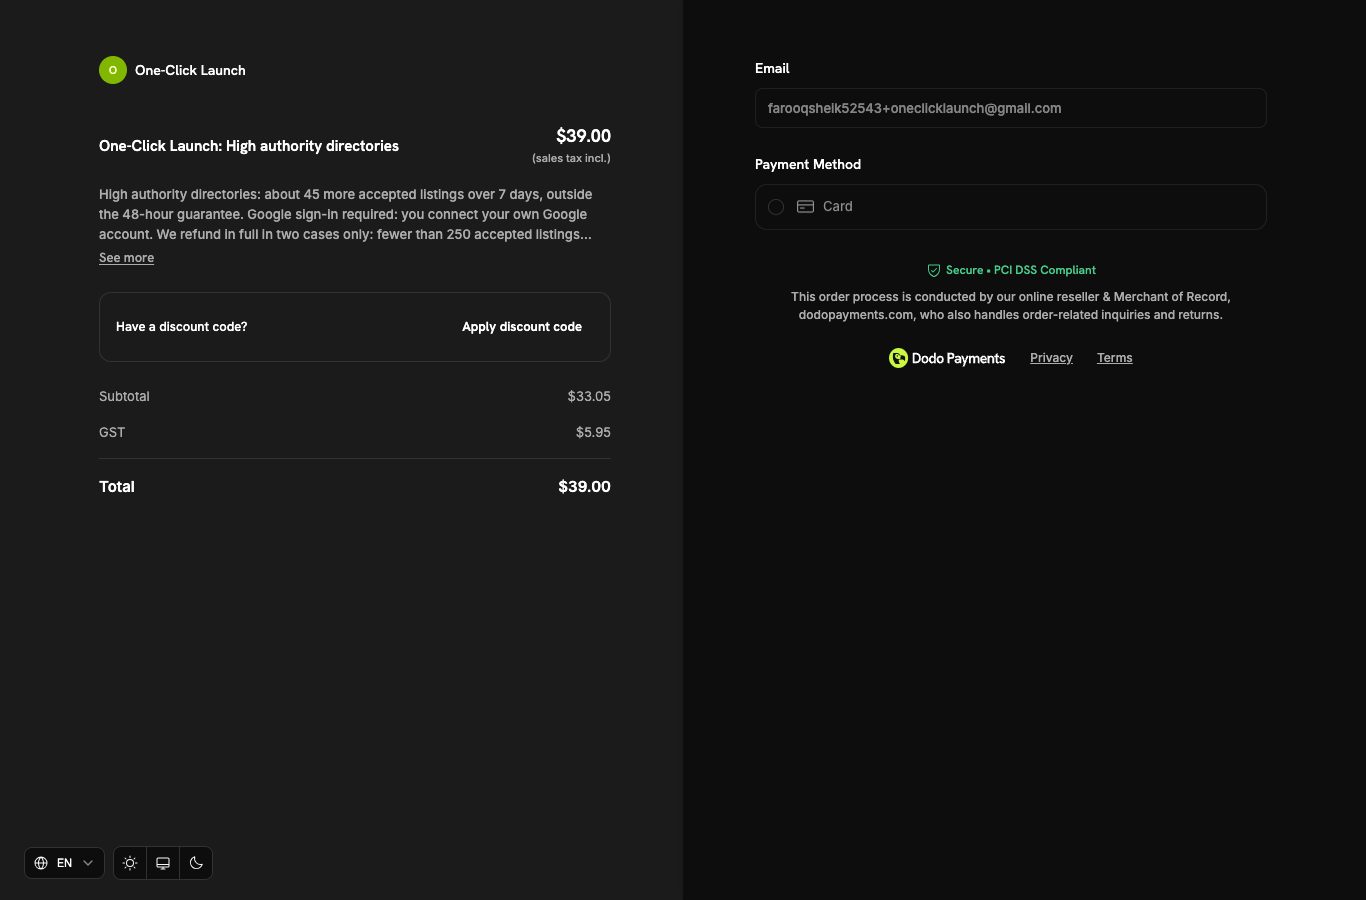 O
One-Click Launch
One-Click Launch: High authority directories
$39.00
(sales tax incl.)
High authority directories: about 45 more accepted listings over 7 days, outside
the 48-hour guarantee. Google sign-in required: you connect your own Google
account. We refund in full in two cases only: fewer than 250 accepted listings...
See more
Have a discount code?
Apply discount code
Subtotal
$33.05
GST
$5.95
Total
$39.00
EN
Email
farooqsheik52543+oneclicklaunch@gmail.com
Payment Method
Card
Secure • PCI DSS Compliant
This order process is conducted by our online reseller & Merchant of Record,
dodopayments.com, who also handles order-related inquiries and returns.
Dodo Payments
Privacy
Terms